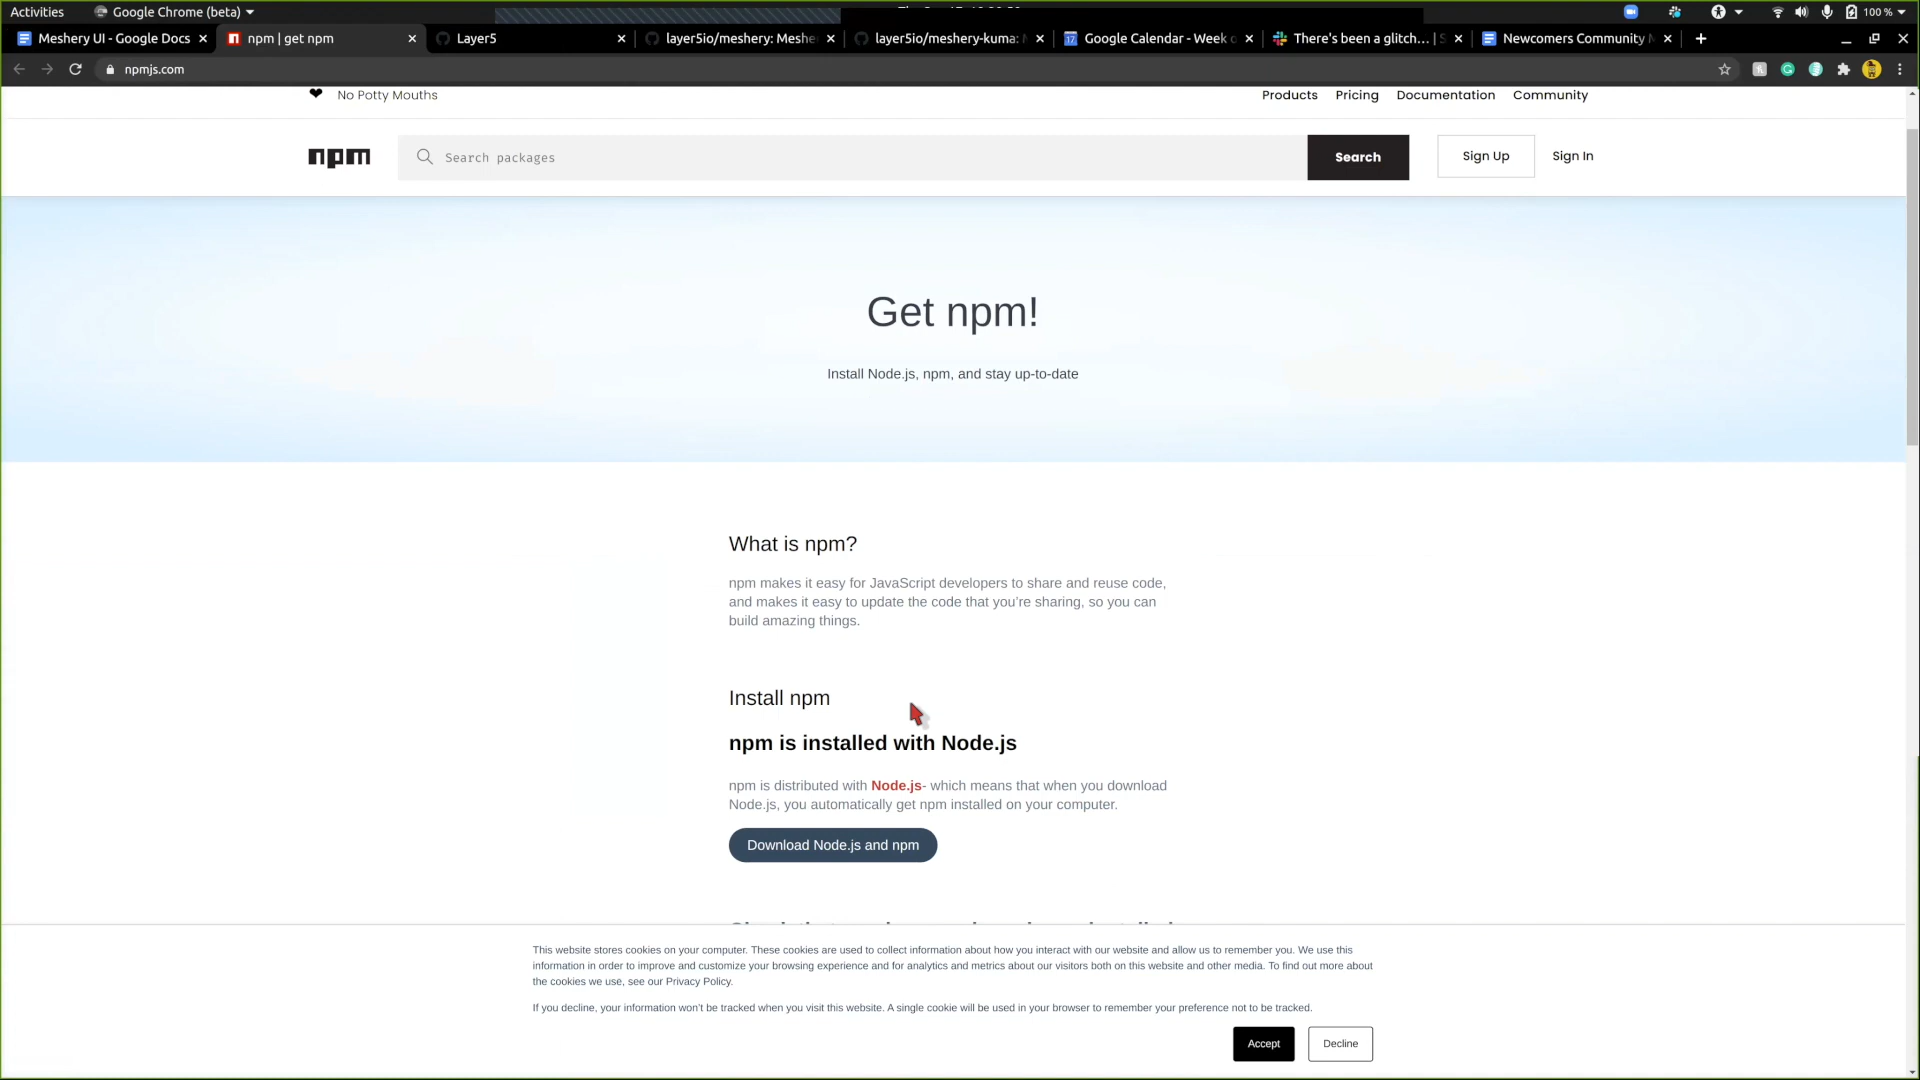 Activities
Google Chrome (beta)
100 %
Meshery UI - Google Docs
npm | get npm
Layer5
layer5io/meshery: Meshe
layer5io/meshery-kuma:
Google Calendar - Week o
There's been a glitch… | S
Newcomers Community M
npmjs.com
❤ No Potty Mouths
Products
Pricing
Documentation
Community
npm
Search packages
Search
Sign Up
Sign In
Get npm!
Install Node.js, npm, and stay up-to-date
What is npm?
npm makes it easy for JavaScript developers to share and reuse code,
and makes it easy to update the code that you’re sharing, so you can
build amazing things.
Install npm
npm is installed with Node.js
npm is distributed with Node.js- which means that when you download
Node.js, you automatically get npm installed on your computer.
Download Node.js and npm
This website stores cookies on your computer. These cookies are used to collect information about how you interact with our website and allow us to remember you. We use this
information in order to improve and customize your browsing experience and for analytics and metrics about our visitors both on this website and other media. To find out more about
the cookies we use, see our Privacy Policy.
If you decline, your information won’t be tracked when you visit this website. A single cookie will be used in your browser to remember your preference not to be tracked.
Accept
Decline